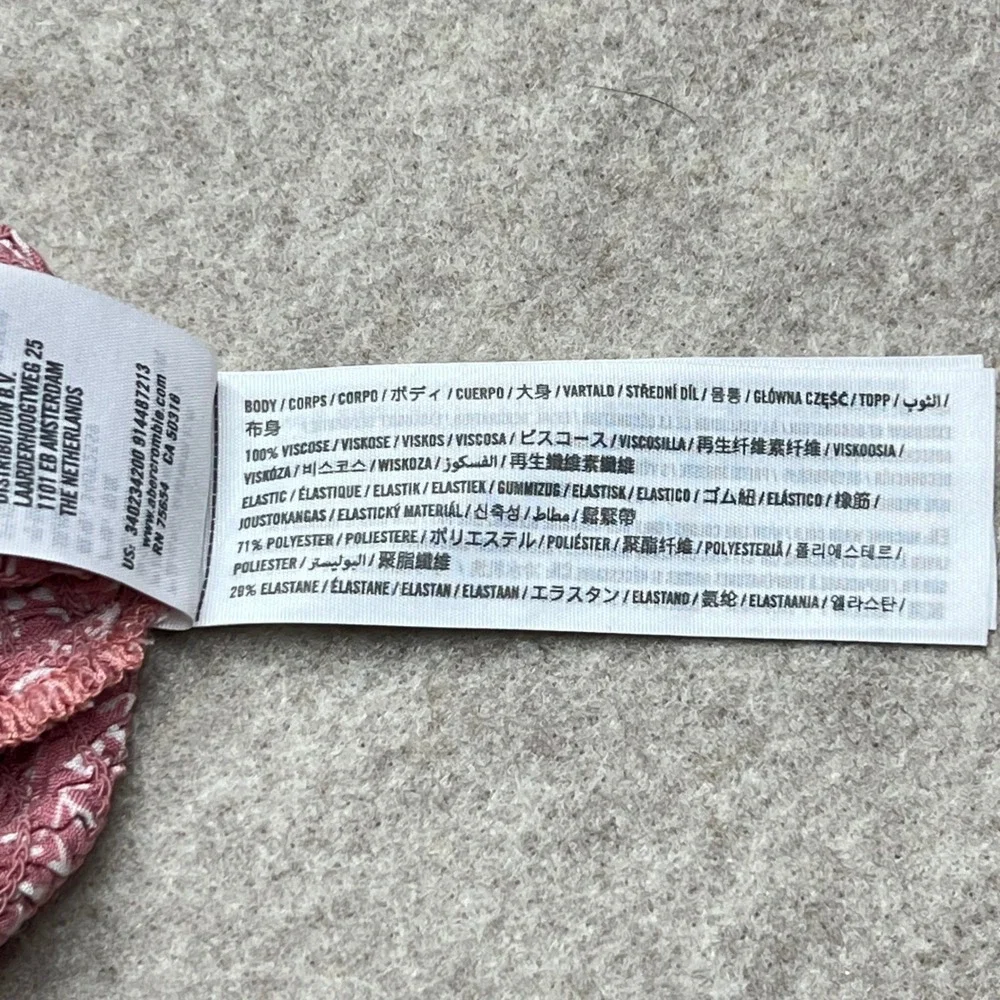 DISTRIBUTION B.V.
LAARDERHOOGTWEG 25
1101 EB AMSTERDAM
THE NETHERLANDS
US: 340234200 914487213
www.abercrombie.com
RN 75654 CA 50318
BODY / CORPS / CORPO / ボディ / CUERPO / 大身 / VARTALO / STŘEDNÍ DÍL / 몸통 / GŁÓWNA CZĘŚĆ / TOPP / الثوب /
布身
100% VISCOSE / VISKOSE / VISKOS / VISCOSA / ビスコース / VISCOSILLA / 再生纤维素纤维 / VISKOOSIA /
VISKÓZA / 비스코스 / WISKOZA / الفسكوز / 再生纖維素纖維
ELASTIC / ÉLASTIQUE / ELASTIK / ELASTIEK / GUMMIZUG / ELASTISK / ELASTICO / ゴム紐 / ELÁSTICO / 橡筋 /
JOUSTOKANGAS / ELASTICKÝ MATERIÁL / 신축성 / مطاط / 鬆緊帶
71% POLYESTER / POLIESTERE / ポリエステル / POLIÉSTER / 聚酯纤维 / POLYESTERIÄ / 폴리에스테르 /
POLIESTER / البوليستر / 聚脂纖維
29% ELASTANE / ÉLASTANE / ELASTAN / ELASTAAN / エラスタン / ELASTANO / 氨纶 / ELASTAANIA / 엘라스탄 /